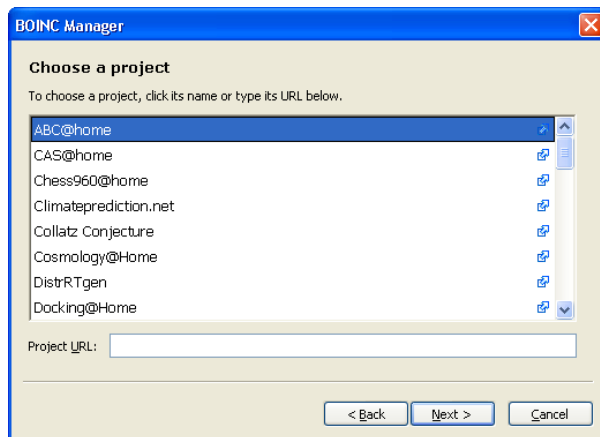 BOINC Manager
Choose a project
To choose a project, click its name or type its URL below.
ABC@home
CAS@home
Chess960@home
Climateprediction.net
Collatz Conjecture
Cosmology@Home
DistrRTgen
Docking@Home
Project URL:
< Back Next > Cancel